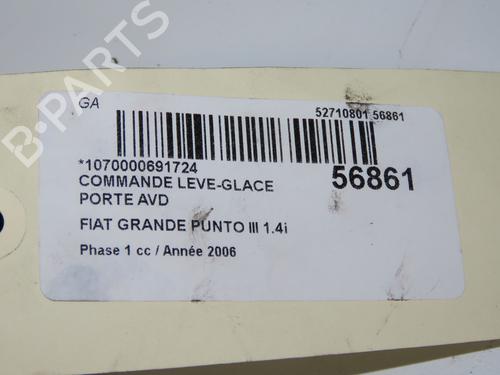 B-PARTS
GA
52710801 56861
*1070000691724
COMMANDE LEVE-GLACE
56861
PORTE AVD
FIAT GRANDE PUNTO III 1.4i
Phase 1 cc / Année 2006